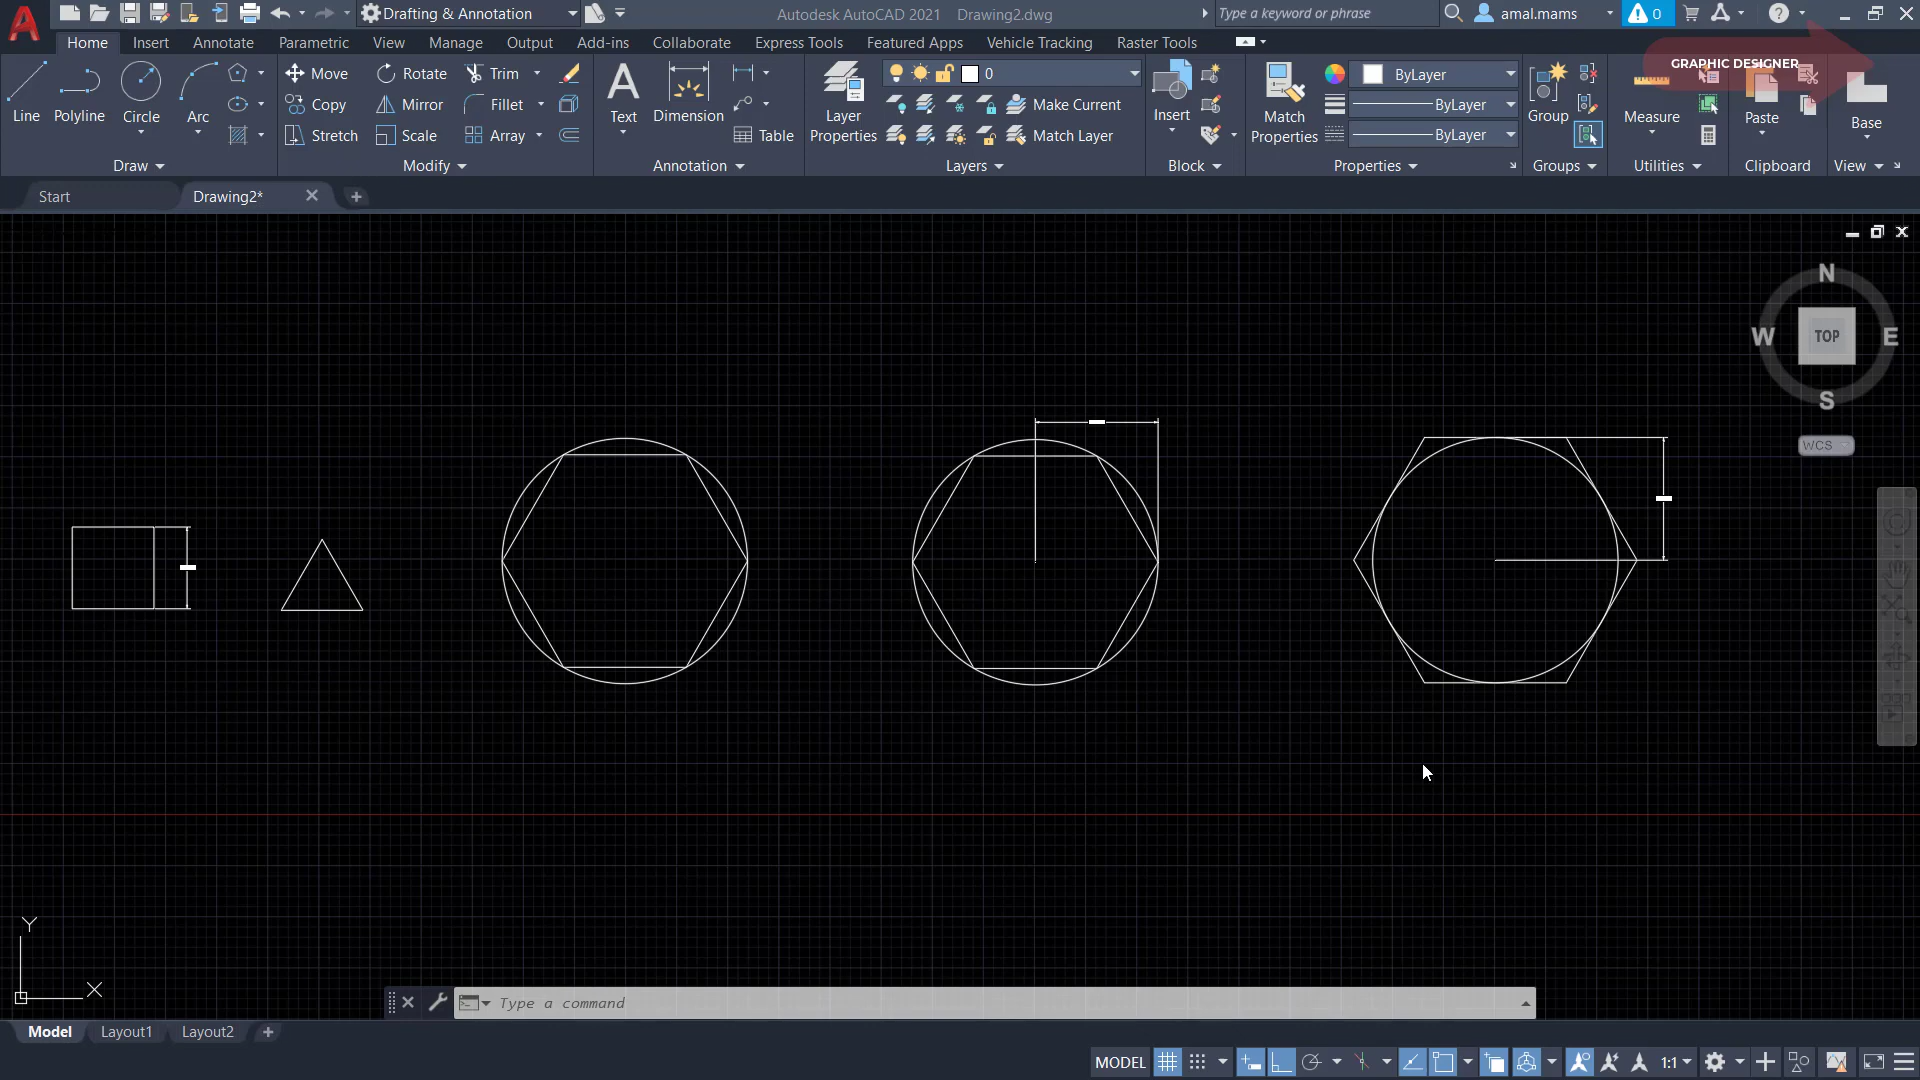 Drafting & Annotation
Autodesk AutoCAD 2021 Drawing2.dwg
Type a keyword or phrase
amal.mams
0
Home Insert Annotate Parametric View Manage Output Add-ins Collaborate Express Tools Featured Apps Vehicle Tracking Raster Tools
GRAPHIC DESIGNER
Line Polyline Circle Arc
Move Rotate Trim
Copy Mirror Fillet
Stretch Scale Array
Text Dimension Table
Layer Properties
0
Make Current
Match Layer
Insert
Match Properties
ByLayer
ByLayer
ByLayer
Group
Measure
Paste
Base
Draw Modify Annotation Layers Block Properties Groups Utilities Clipboard View
Start Drawing2*
N
W TOP E
S
WCS
Y
X
Type a command
Model Layout1 Layout2
MODEL 1:1